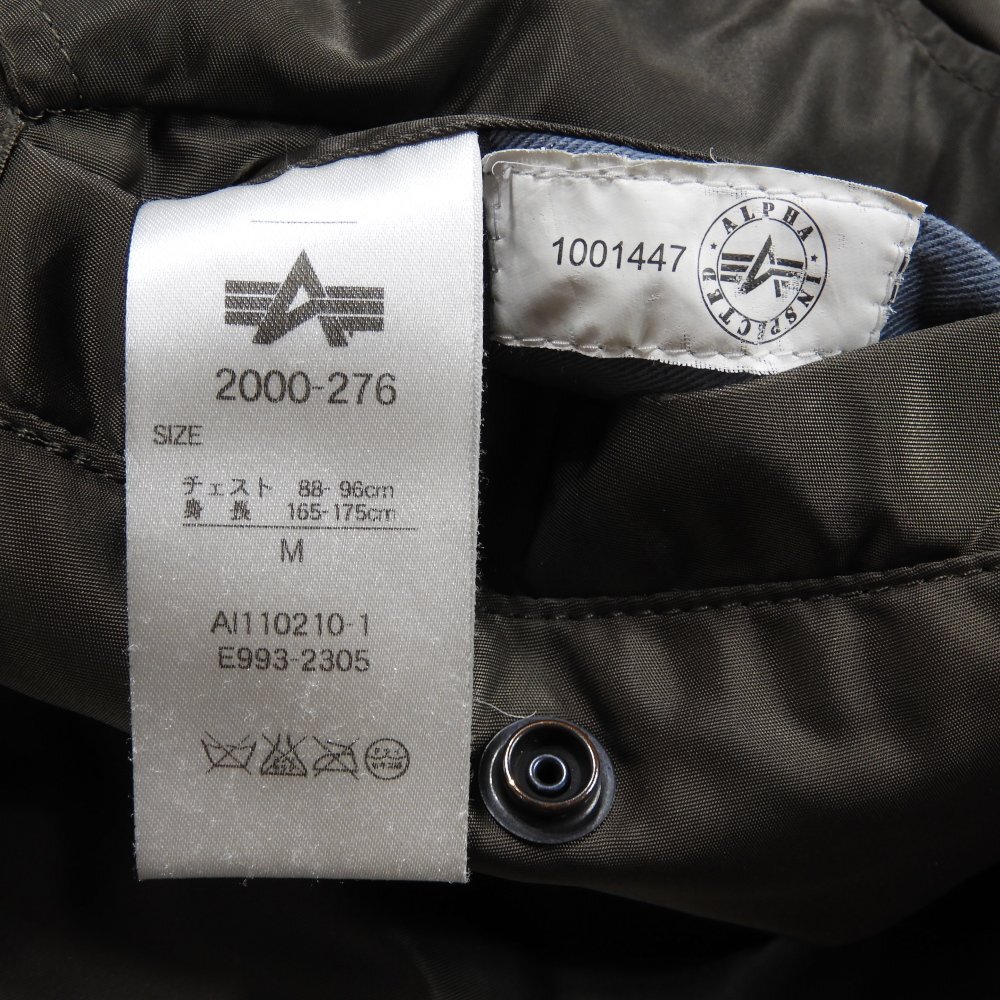 2000-276
SIZE
チェスト 88-96cm
身長 165-175cm
M
AI110210-1
E993-2305
1001447
ALPHA
INSPECTED